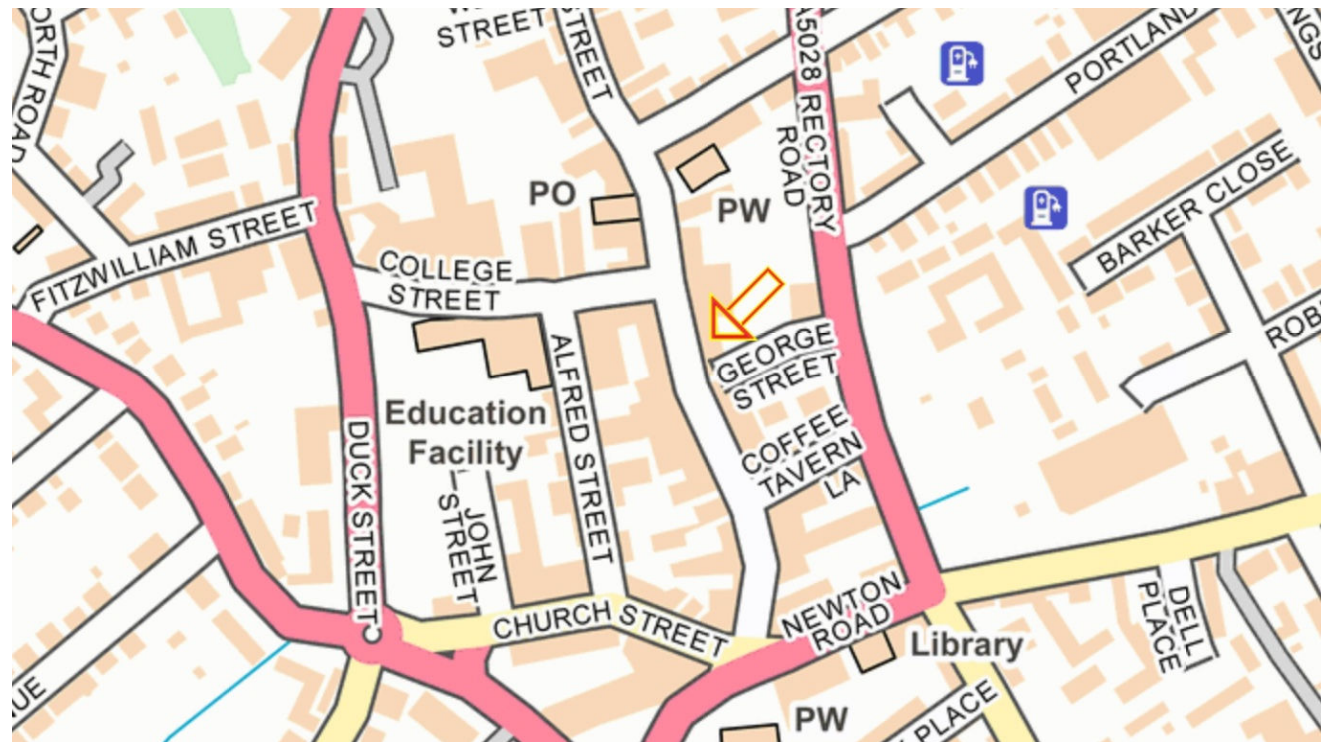 STREET
STREET
ORTH ROAD
A5028 RECTORY
ROAD
PORTLAND
NGS
PO
PW
BARKER CLOSE
FITZWILLIAM STREET
COLLEGE
STREET
ROB
GEORGE
STREET
ALFRED STREET
Education
Facility
DUCK STREET
COFFEE
TAVERN
LA
JOHN
STREET
CHURCH STREET
NEWTON
ROAD
Library
DELL
PLACE
UE
PW
PLACE